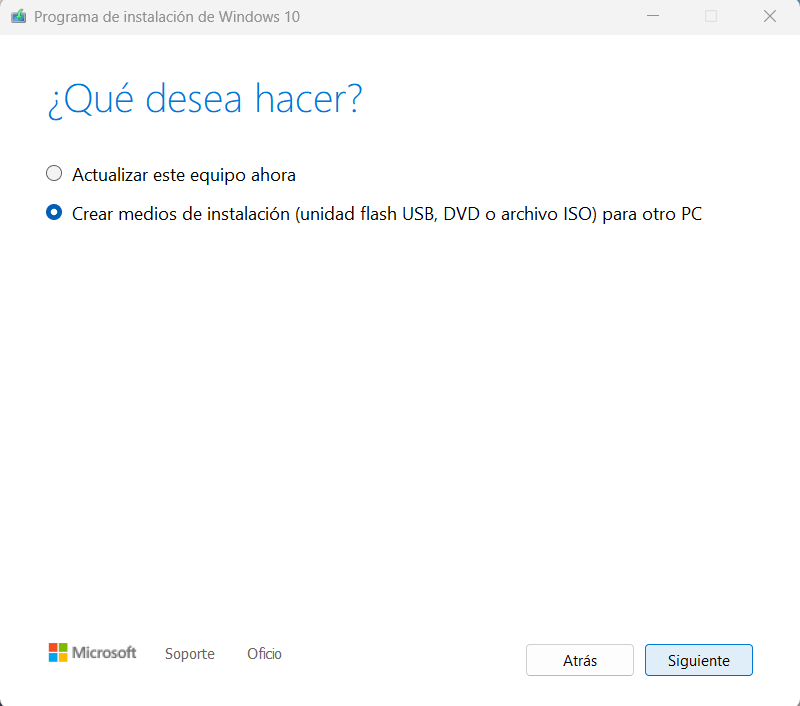 Programa de instalación de Windows 10
¿Qué desea hacer?
Actualizar este equipo ahora
Crear medios de instalación (unidad flash USB, DVD o archivo ISO) para otro PC
Microsoft Soporte Oficio Atrás Siguiente